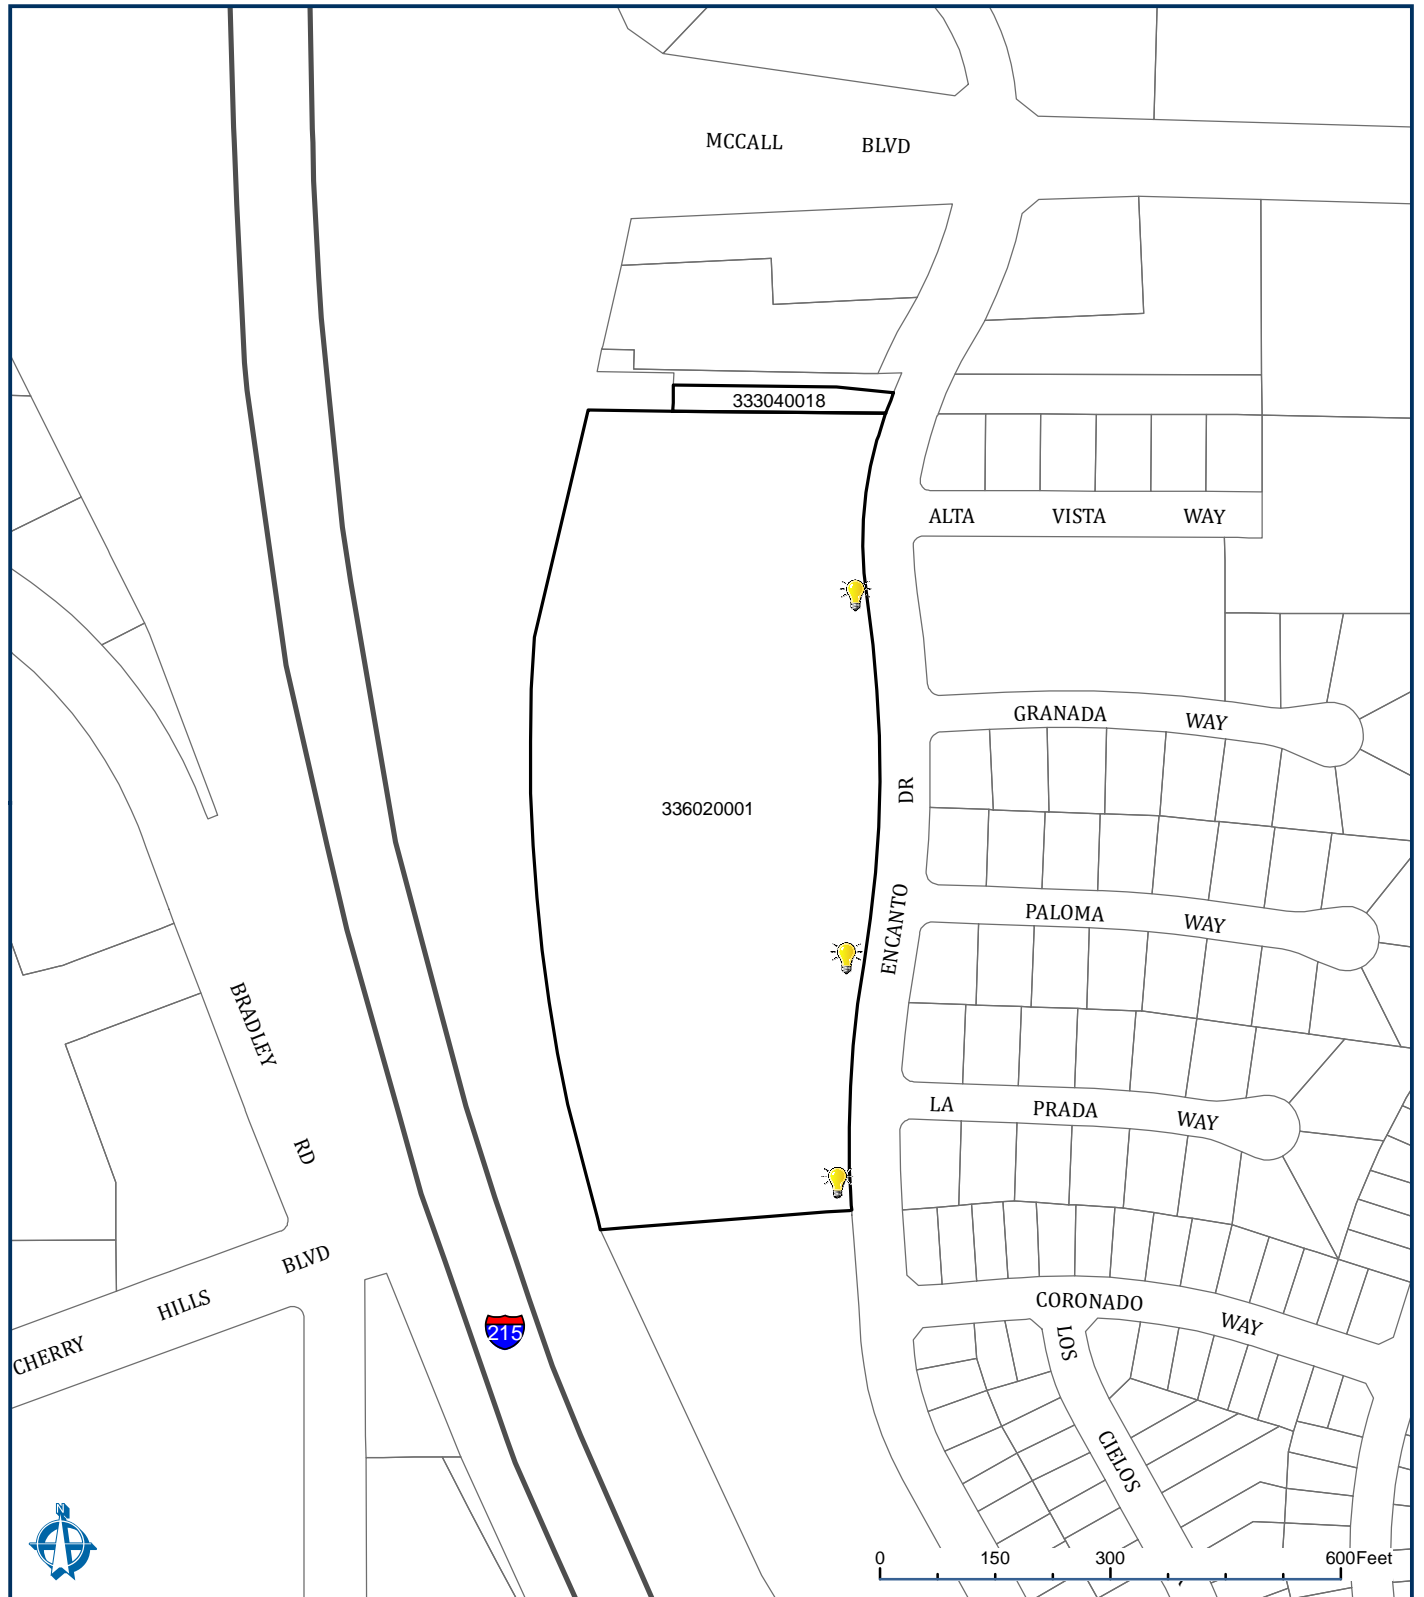 MCCALL BLVD
333040018
ALTA VISTA WAY
GRANADA WAY
336020001
DR
ENCANTO
PALOMA WAY
BRADLEY
RD
LA PRADA WAY
CHERRY HILLS BLVD
215
CORONADO WAY
LOS
CIELOS
N
0 150 300 600Feet